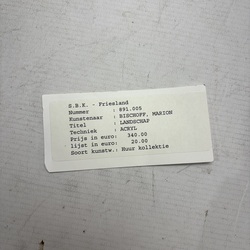 S.B.K. - Friesland
Nummer : 891.005
Kunstenaar : BISCHOFF, MARION
Titel : LANDSCHAP
Techniek : ACRYL
Prijs in euro: 340.00
lijst in euro: 20.00
Soort kunstw.: Huur kollektie